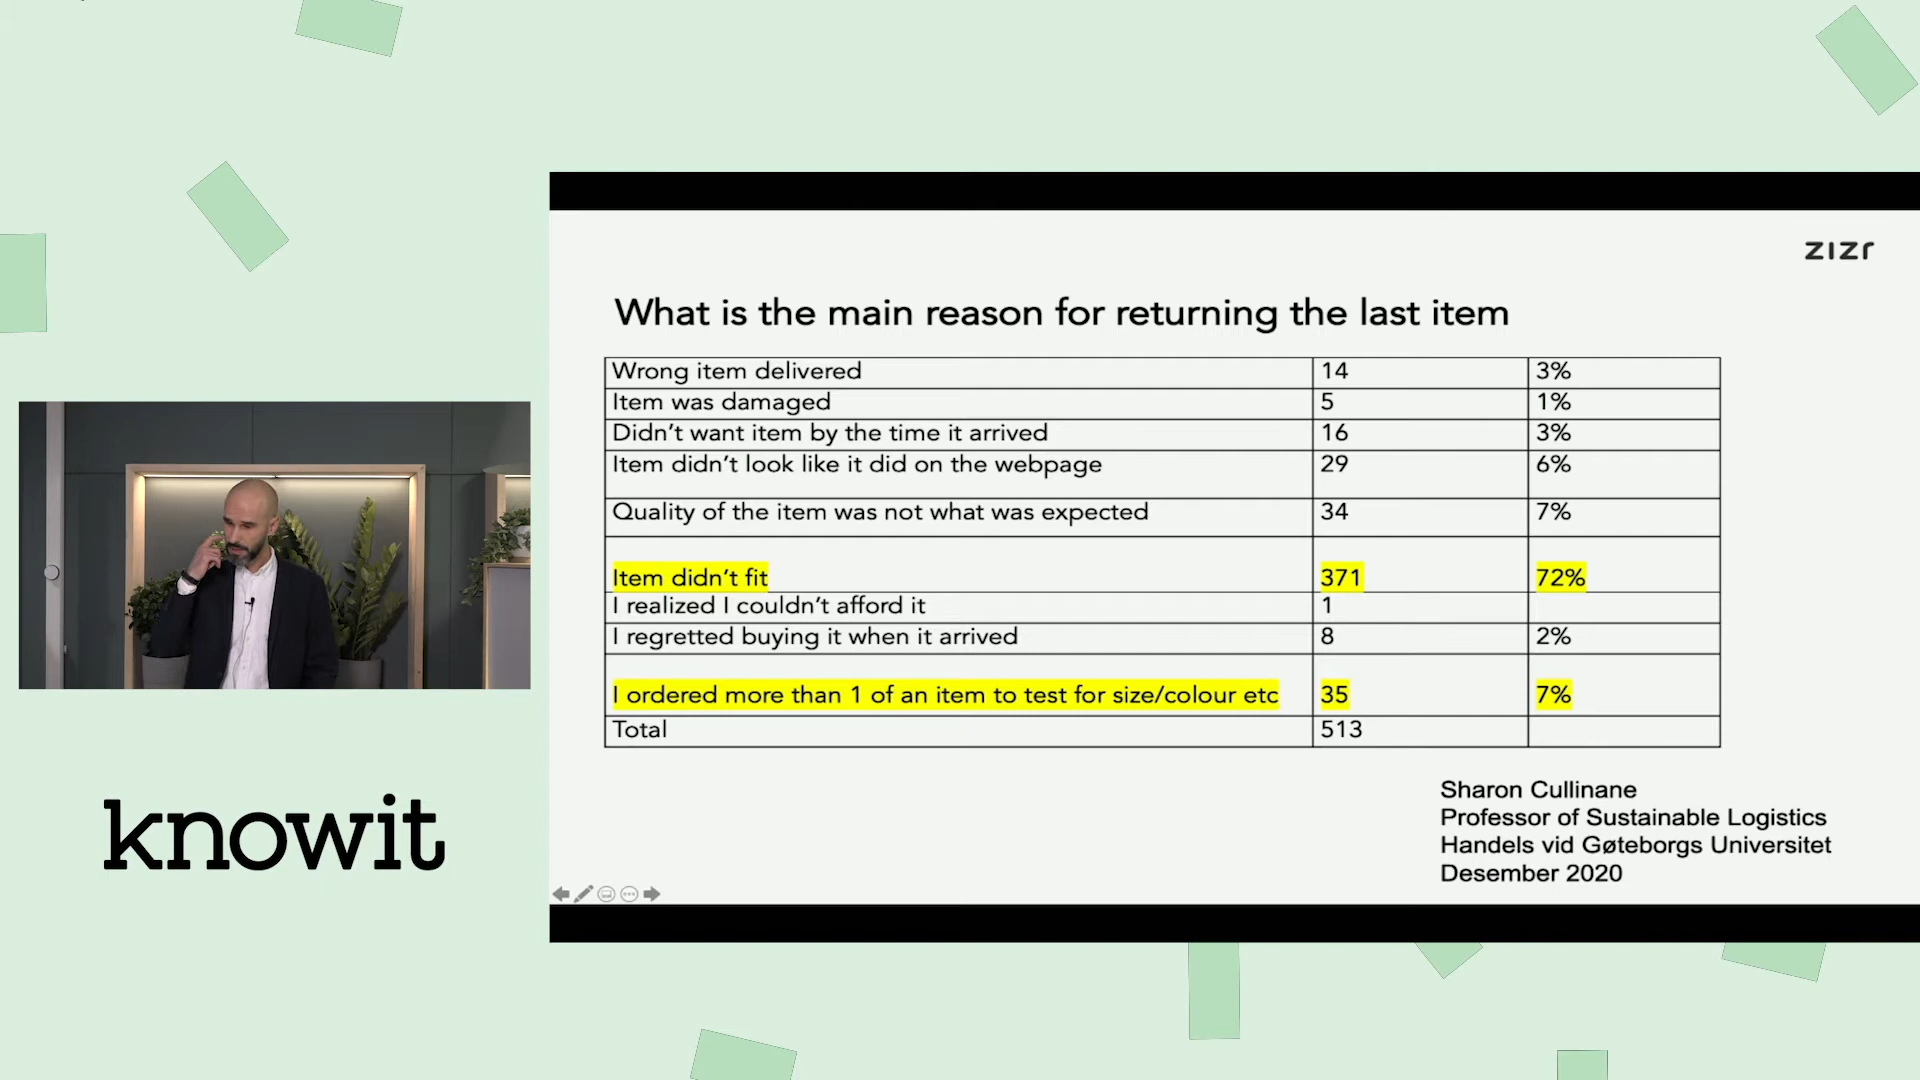 zızr
What is the main reason for returning the last item
Wrong item delivered 14 3%
Item was damaged 5 1%
Didn't want item by the time it arrived 16 3%
Item didn't look like it did on the webpage 29 6%
Quality of the item was not what was expected 34 7%
Item didn't fit 371 72%
I realized I couldn't afford it 1
I regretted buying it when it arrived 8 2%
I ordered more than 1 of an item to test for size/colour etc 35 7%
Total 513
Sharon Cullinane
Professor of Sustainable Logistics
Handels vid Gøteborgs Universitet
Desember 2020
knowit